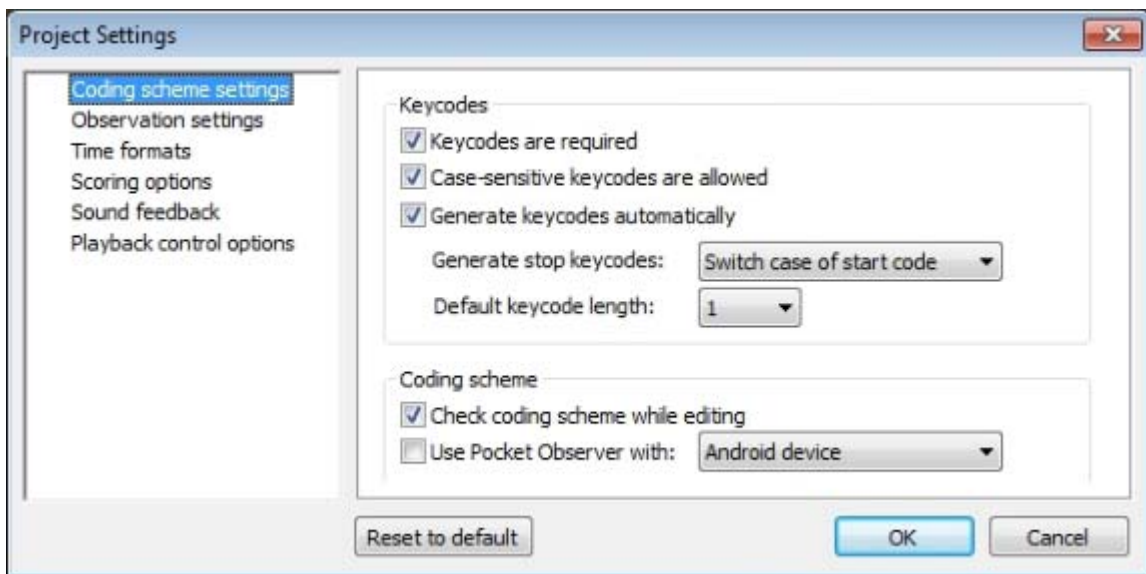 Project Settings
Coding scheme settings
Observation settings
Time formats
Scoring options
Sound feedback
Playback control options
Keycodes
Keycodes are required
Case-sensitive keycodes are allowed
Generate keycodes automatically
Generate stop keycodes: Switch case of start code
Default keycode length: 1
Coding scheme
Check coding scheme while editing
Use Pocket Observer with: Android device
Reset to default OK Cancel